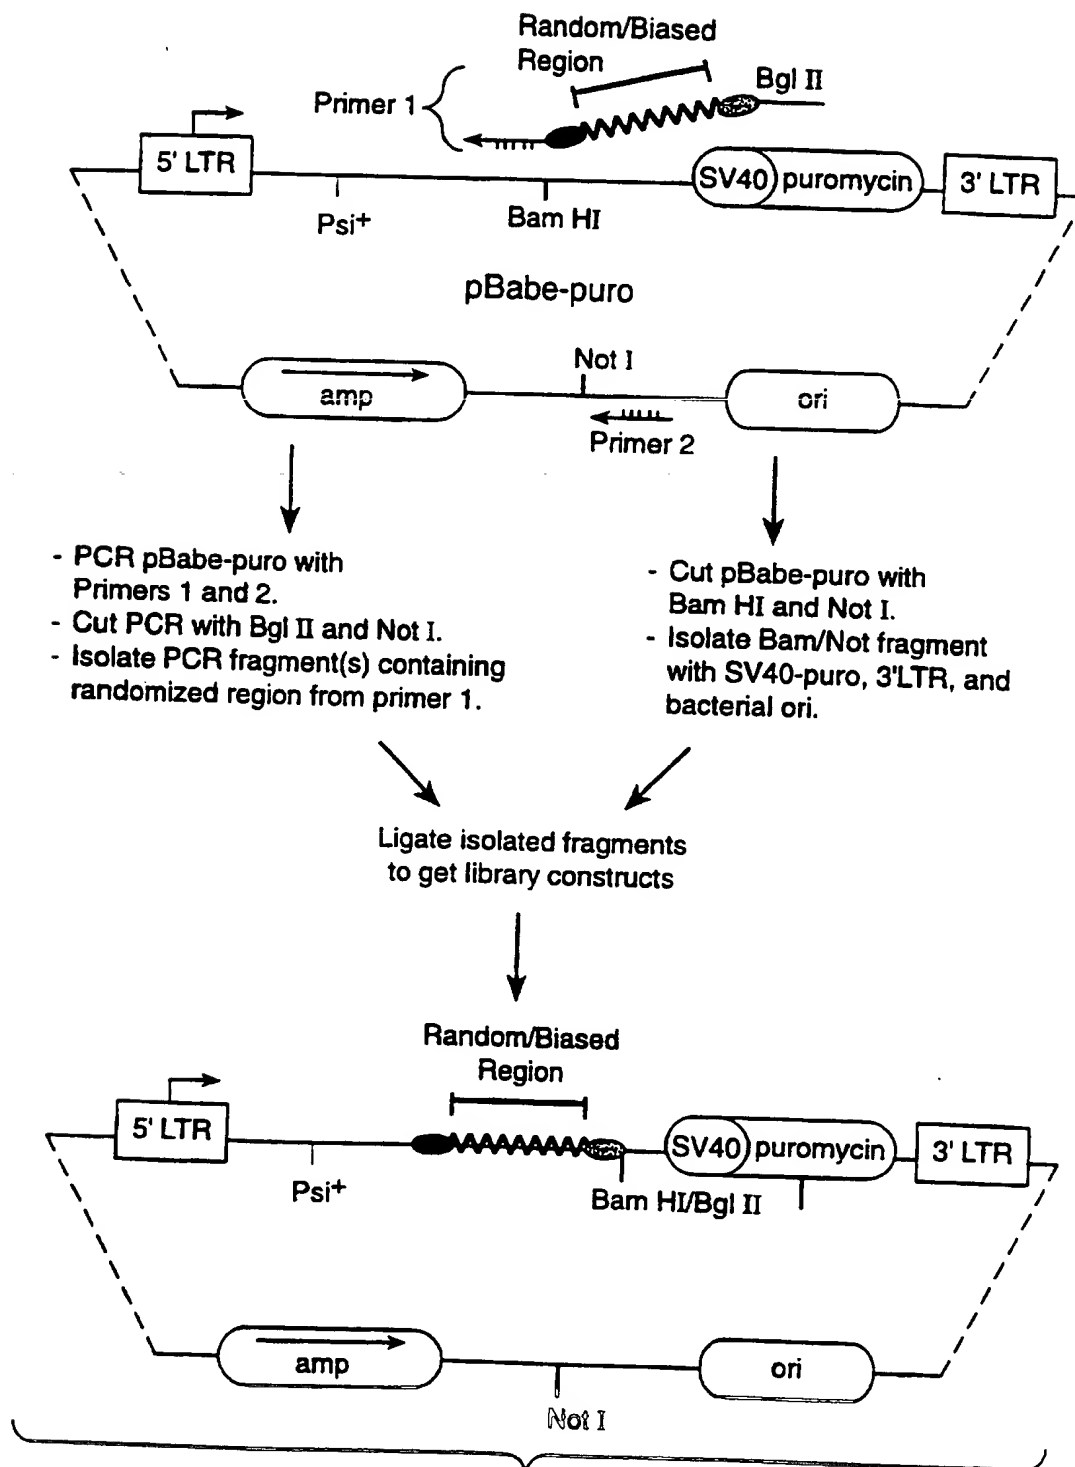 Random/Biased
Region
Bgl II
Primer 1
5' LTR
SV40
puromycin
3' LTR
Psi+
Bam HI
pBabe-puro
Not I
amp
ori
Primer 2
- PCR pBabe-puro with
Primers 1 and 2.
- Cut PCR with Bgl II and Not I.
- Isolate PCR fragment(s) containing
randomized region from primer 1.
- Cut pBabe-puro with
Bam HI and Not I.
- Isolate Bam/Not fragment
with SV40-puro, 3'LTR, and
bacterial ori.
Ligate isolated fragments
to get library constructs
Random/Biased
Region
5' LTR
SV40
puromycin
3' LTR
Psi+
Bam HI/Bgl II
amp
ori
Not I